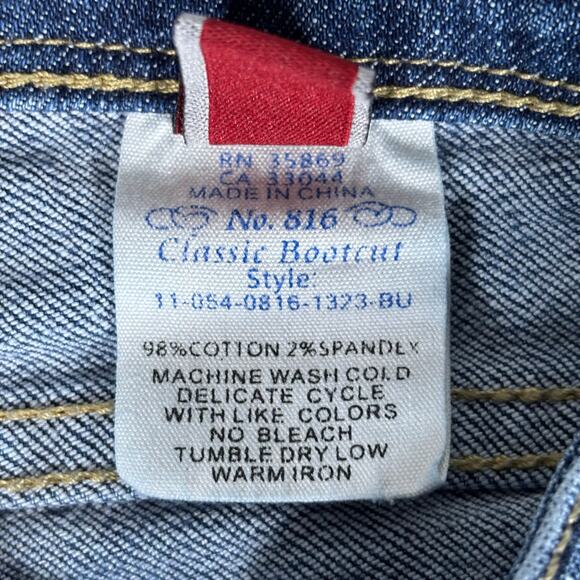 RN 35869
CA 33044
MADE IN CHINA
No. 816
Classic Bootcut
Style:
11-054-0816-1323-BU
98%COTTON 2%SPANDEX
MACHINE WASH COLD
DELICATE CYCLE
WITH LIKE COLORS
NO BLEACH
TUMBLE DRY LOW
WARM IRON